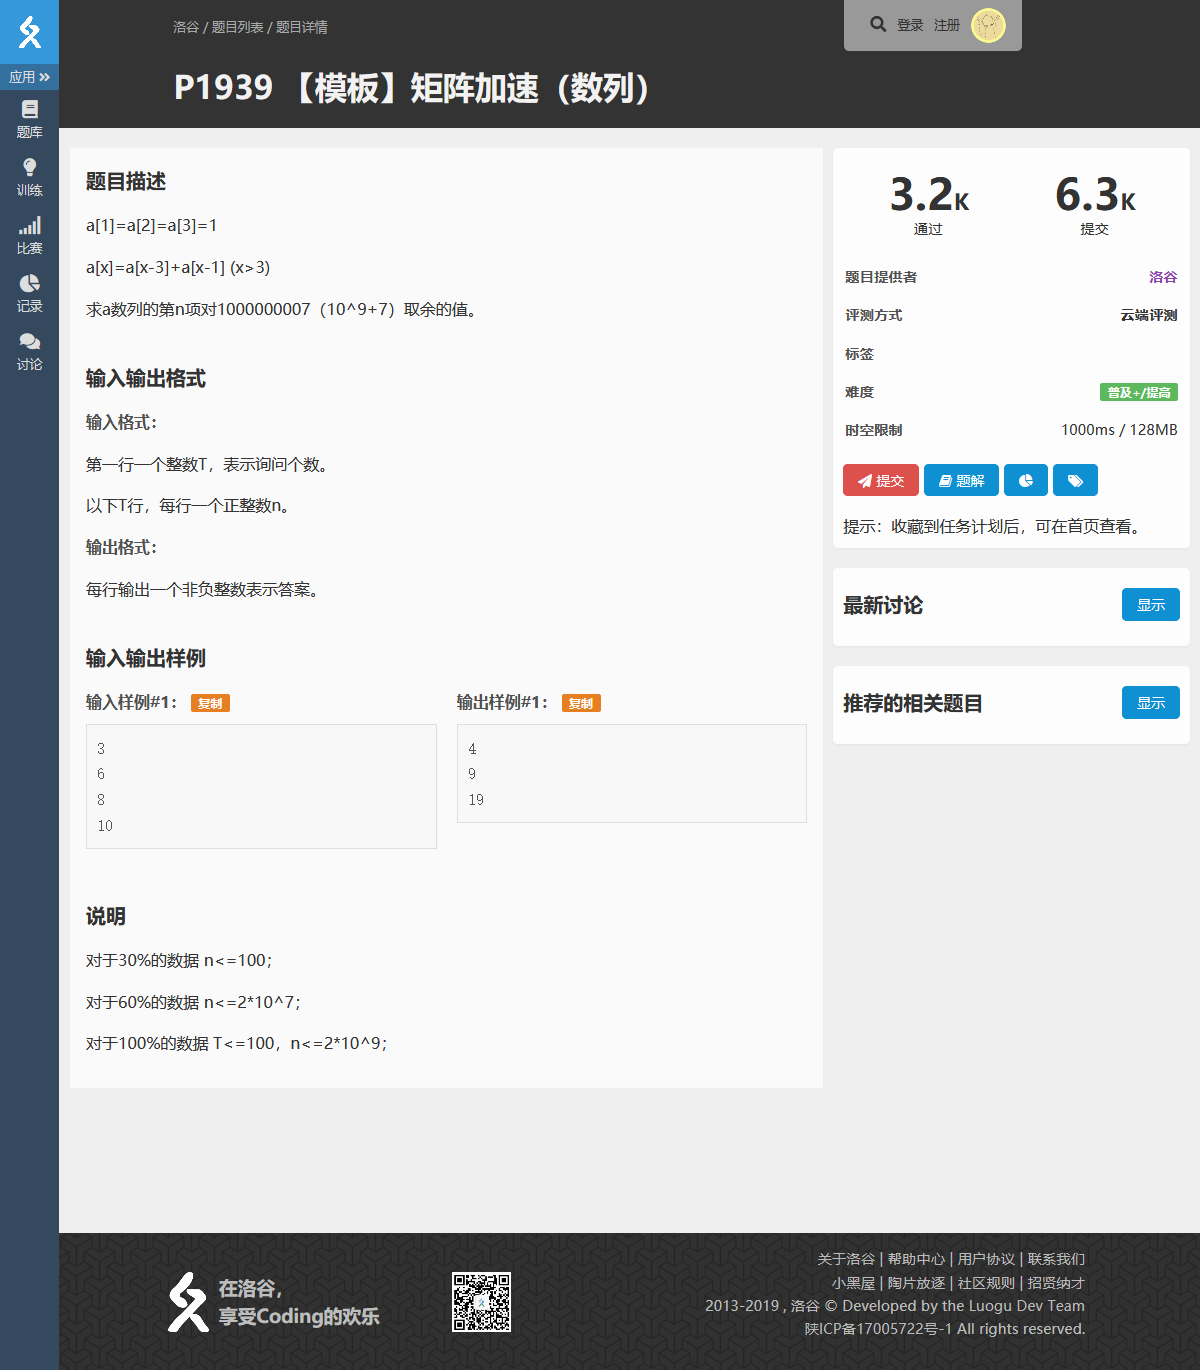 洛谷 / 题目列表 / 题目详情
登录 注册
P1939 【模板】矩阵加速（数列）
应用
题库
训练
比赛
记录
讨论
题目描述
a[1]=a[2]=a[3]=1
a[x]=a[x-3]+a[x-1] (x>3)
求a数列的第n项对1000000007（10^9+7）取余的值。
输入输出格式
输入格式：
第一行一个整数T，表示询问个数。
以下T行，每行一个正整数n。
输出格式：
每行输出一个非负整数表示答案。
输入输出样例
输入样例#1： 复制
3
6
8
10
输出样例#1： 复制
4
9
19
说明
对于30%的数据 n<=100；
对于60%的数据 n<=2*10^7；
对于100%的数据 T<=100，n<=2*10^9；
3.2K
通过
6.3K
提交
题目提供者 洛谷
评测方式 云端评测
标签
难度 普及+/提高
时空限制 1000ms / 128MB
提交 题解
提示：收藏到任务计划后，可在首页查看。
最新讨论 显示
推荐的相关题目 显示
在洛谷，
享受Coding的欢乐
关于洛谷 | 帮助中心 | 用户协议 | 联系我们
小黑屋 | 陶片放逐 | 社区规则 | 招贤纳才
2013-2019 , 洛谷 © Developed by the Luogu Dev Team
陕ICP备17005722号-1 All rights reserved.